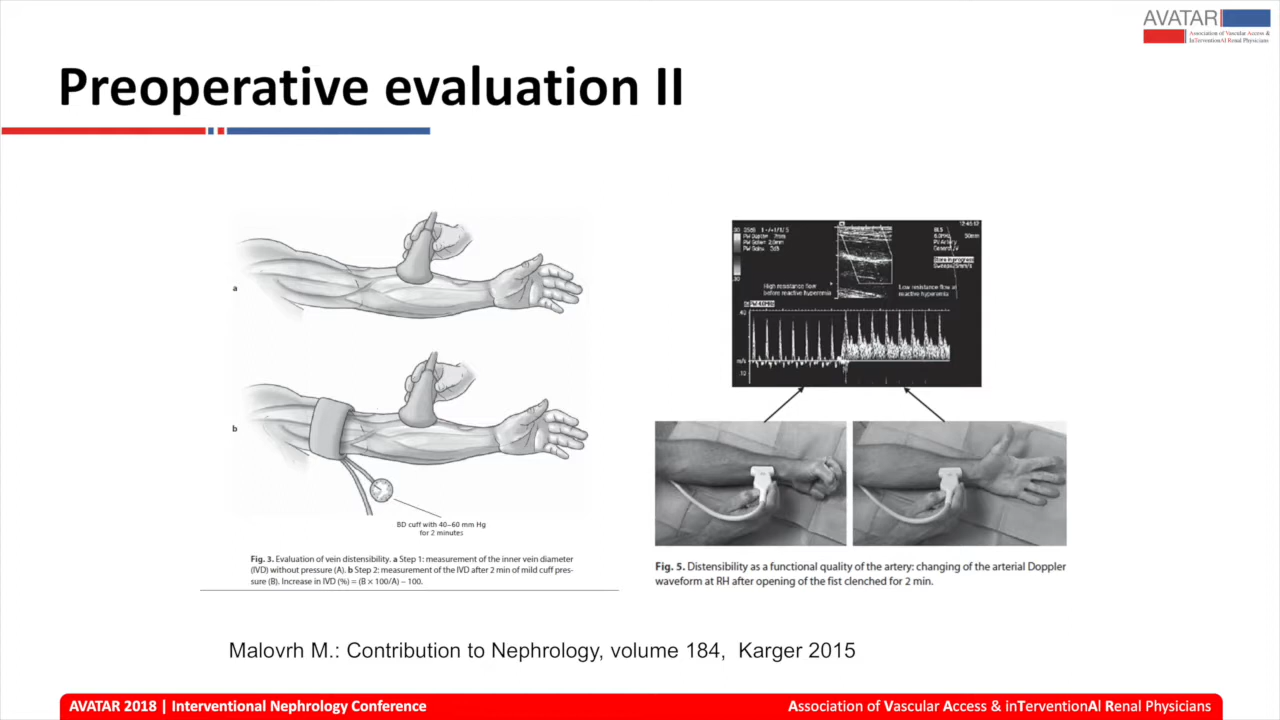 AVATAR
Association of Vascular Access &
InTerventionAl Renal Physicians
Preoperative evaluation II
a
b
BD cuff with 40–60 mm Hg
for 2 minutes
Fig. 3. Evaluation of vein distensibility. a Step 1: measurement of the inner vein diameter
(IVD) without pressure (A). b Step 2: measurement of the IVD after 2 min of mild cuff pres-
sure (B). Increase in IVD (%) = (B × 100/A) – 100.
High resistance flow
before reactive hyperemia
Low resistance flow at
reactive hyperemia
Fig. 5. Distensibility as a functional quality of the artery: changing of the arterial Doppler
waveform at RH after opening of the fist clenched for 2 min.
Malovrh M.: Contribution to Nephrology, volume 184, Karger 2015
AVATAR 2018 | Interventional Nephrology Conference
Association of Vascular Access & inTerventionAl Renal Physicians